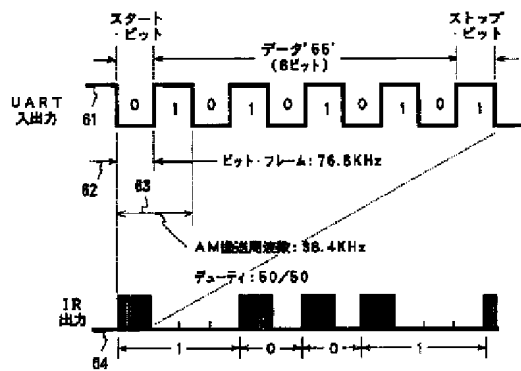 スタート
・ビット
ストップ
・ビット
データ'55'
(8ビット)
UART
入出力
61
0 1 0 1 0 1 0 1 0 1
62
ビット・フレーム:76.8KHz
63
AM搬送周波数:38.4KHz
デューティ:50/50
IR
出力
64
1 0 0 1